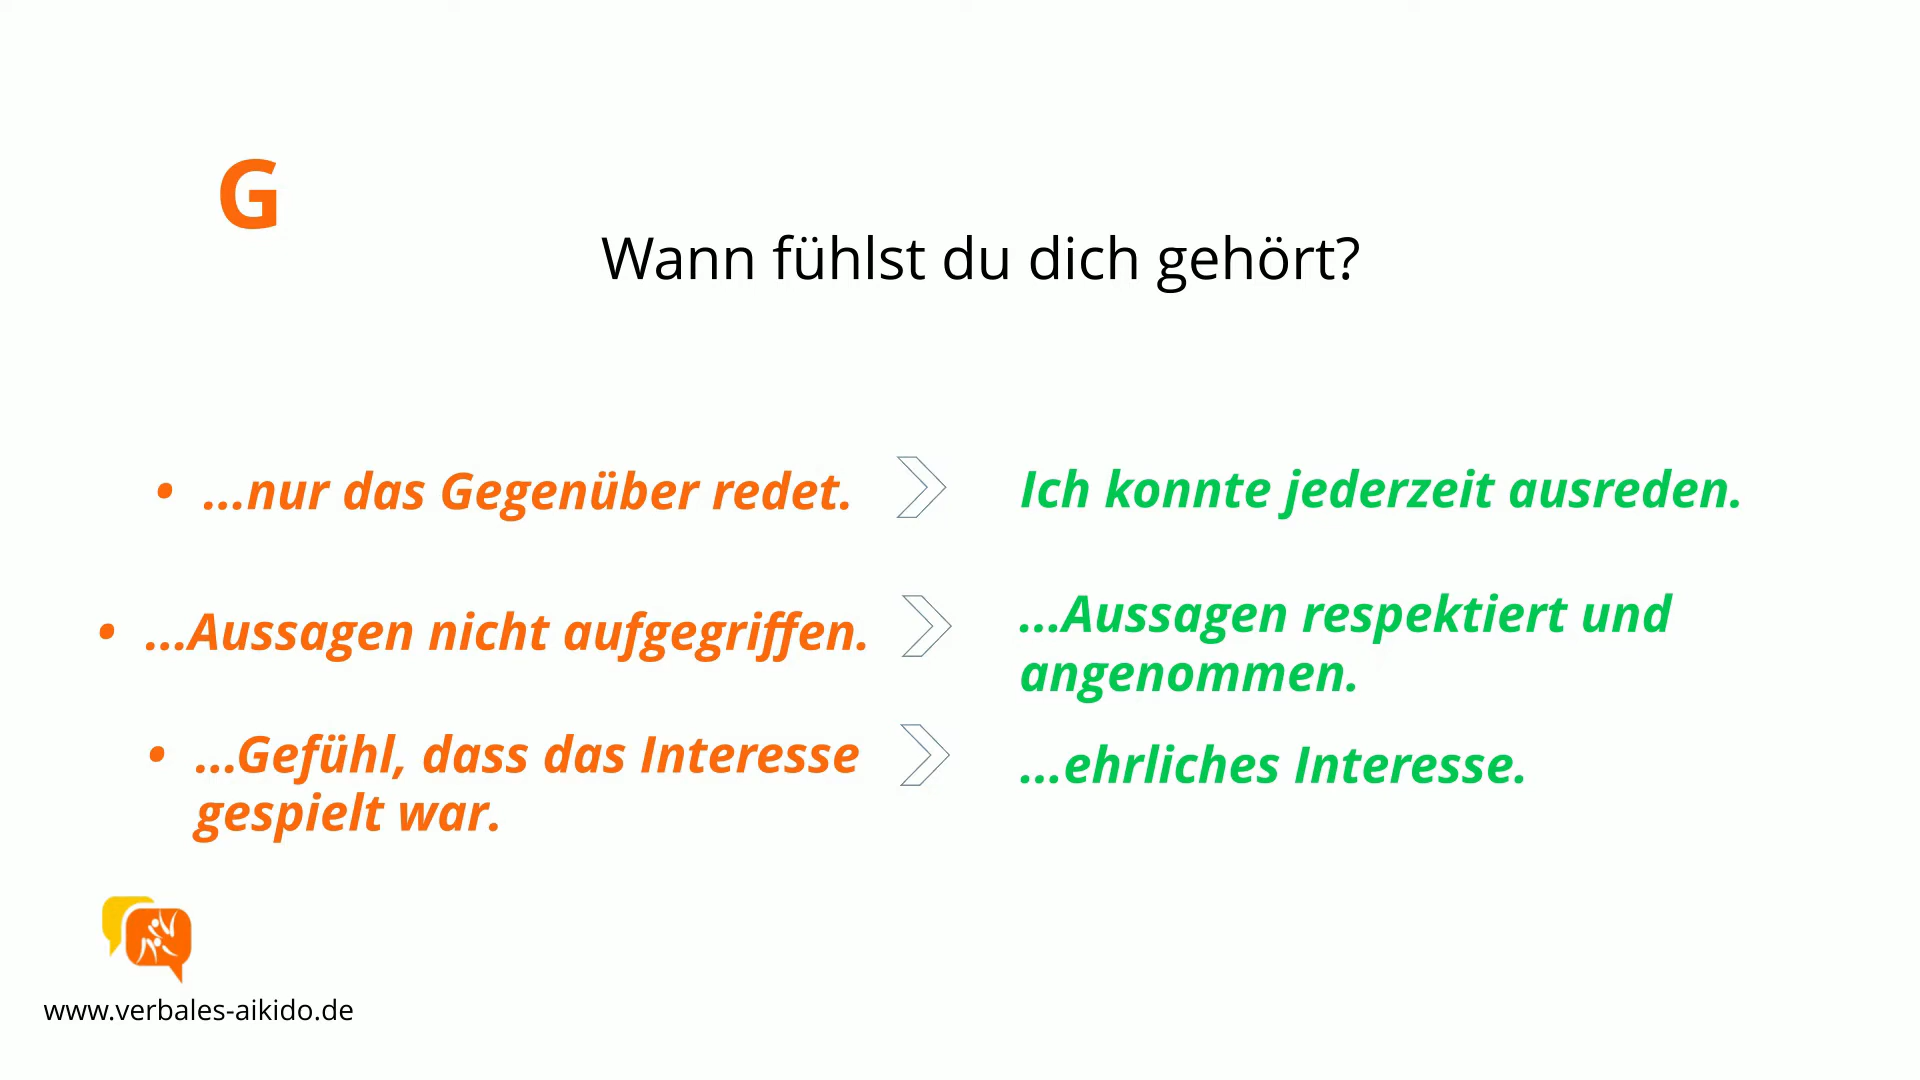 G
Wann fühlst du dich gehört?
• ...nur das Gegenüber redet.
Ich konnte jederzeit ausreden.
• ...Aussagen nicht aufgegriffen.
...Aussagen respektiert und
angenommen.
• ...Gefühl, dass das Interesse
gespielt war.
...ehrliches Interesse.
www.verbales-aikido.de